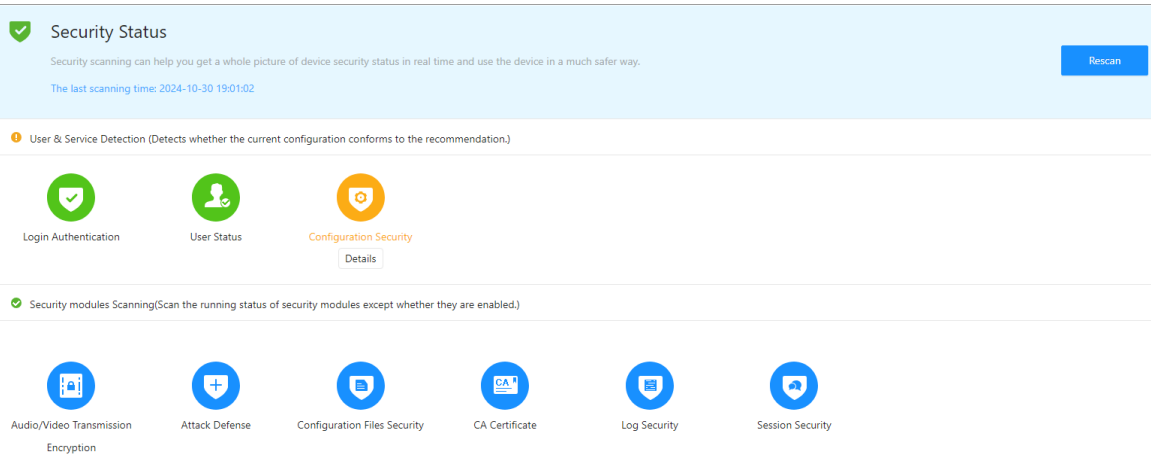 Security Status
Security scanning can help you get a whole picture of device security status in real time and use the device in a much safer way.
Rescan
The last scanning time: 2024-10-30 19:01:02
User & Service Detection (Detects whether the current configuration conforms to the recommendation.)
Login Authentication
User Status
Configuration Security
Details
Security modules Scanning(Scan the running status of security modules except whether they are enabled.)
CA
Audio/Video Transmission
Encryption
Attack Defense
Configuration Files Security
CA Certificate
Log Security
Session Security